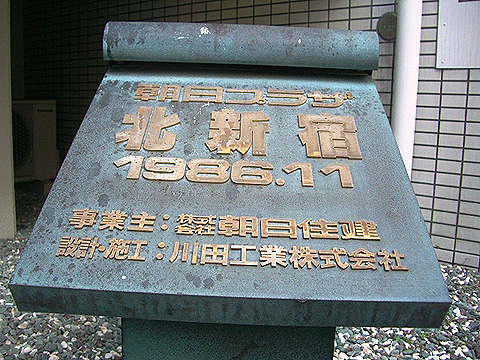 朝日プラザ
北新宿
1986.11
事業主：株式会社朝日住建
設計・施工：川田工業株式会社